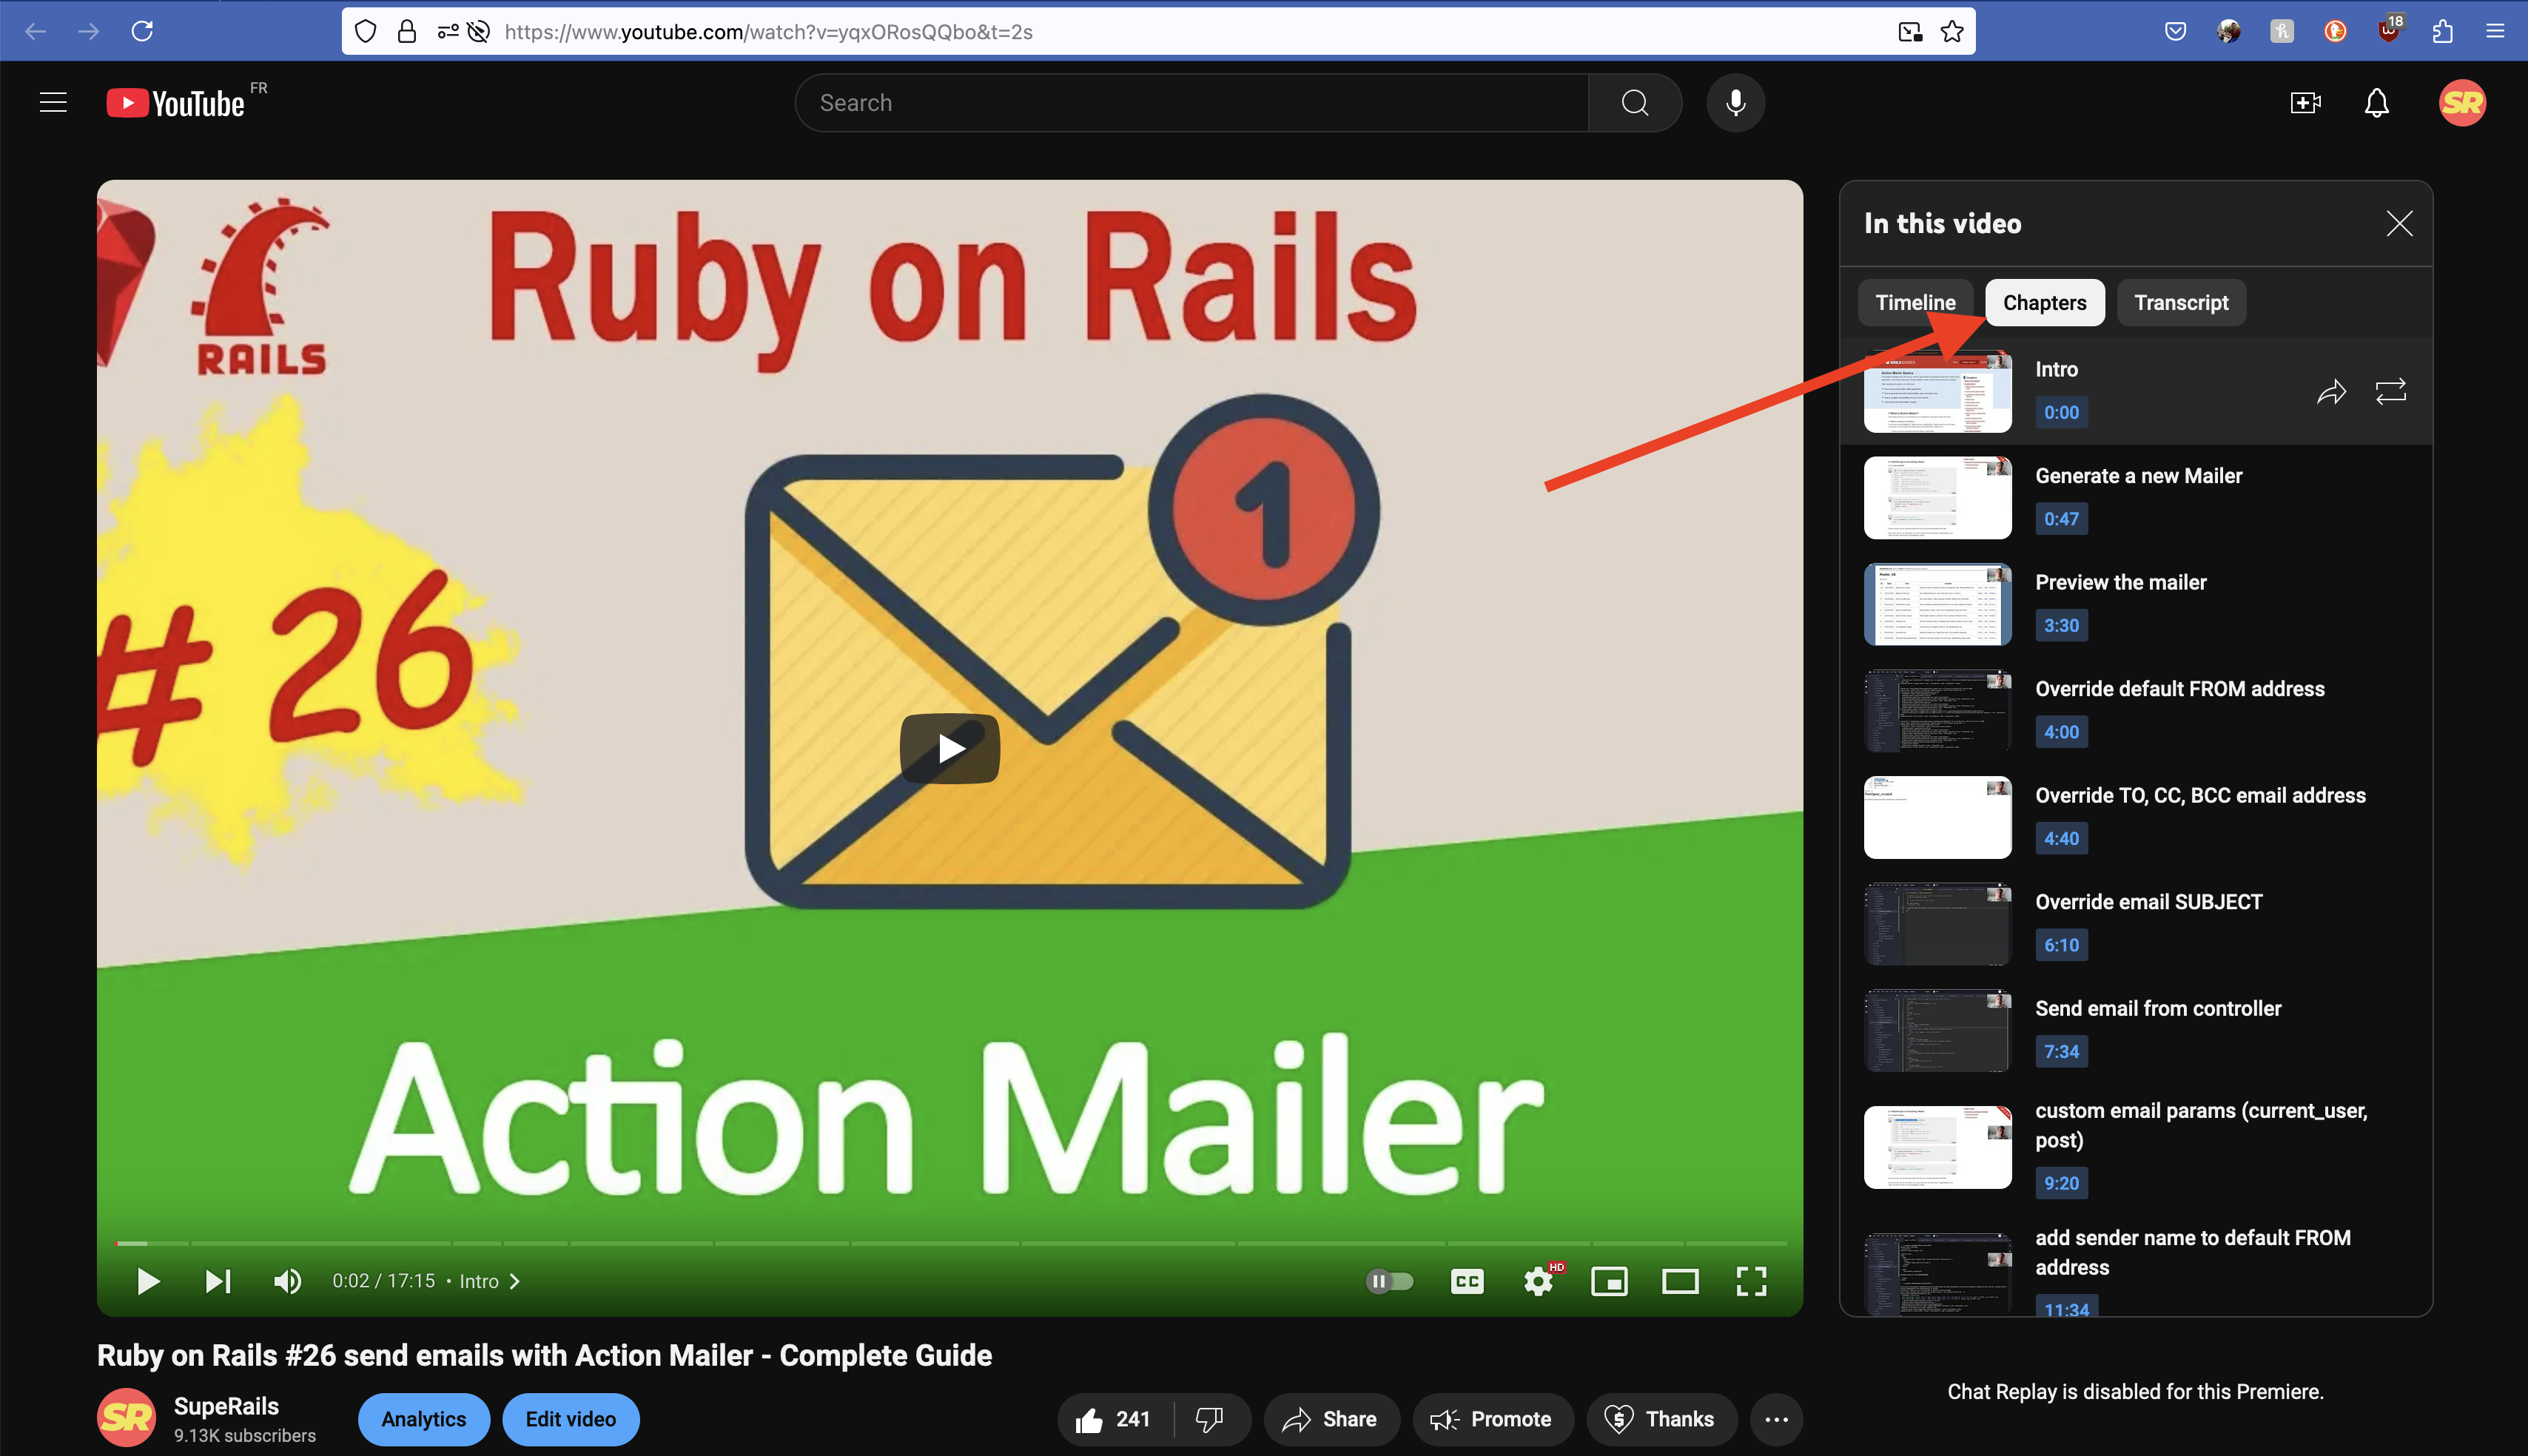 https://www.youtube.com/watch?v=yqxORosQQbo&t=2s
18
YouTube FR
Search
SR
Ruby on Rails
RAILS
1
# 26
Action Mailer
0:02 / 17:15 • Intro
CC
HD
In this video
Timeline
Chapters
Transcript
Intro
0:00
Generate a new Mailer
0:47
Preview the mailer
3:30
Override default FROM address
4:00
Override TO, CC, BCC email address
4:40
Override email SUBJECT
6:10
Send email from controller
7:34
custom email params (current_user,
post)
9:20
add sender name to default FROM
address
11:34
Ruby on Rails #26 send emails with Action Mailer - Complete Guide
SR
SupeRails
9.13K subscribers
Analytics
Edit video
241
Share
Promote
Thanks
Chat Replay is disabled for this Premiere.